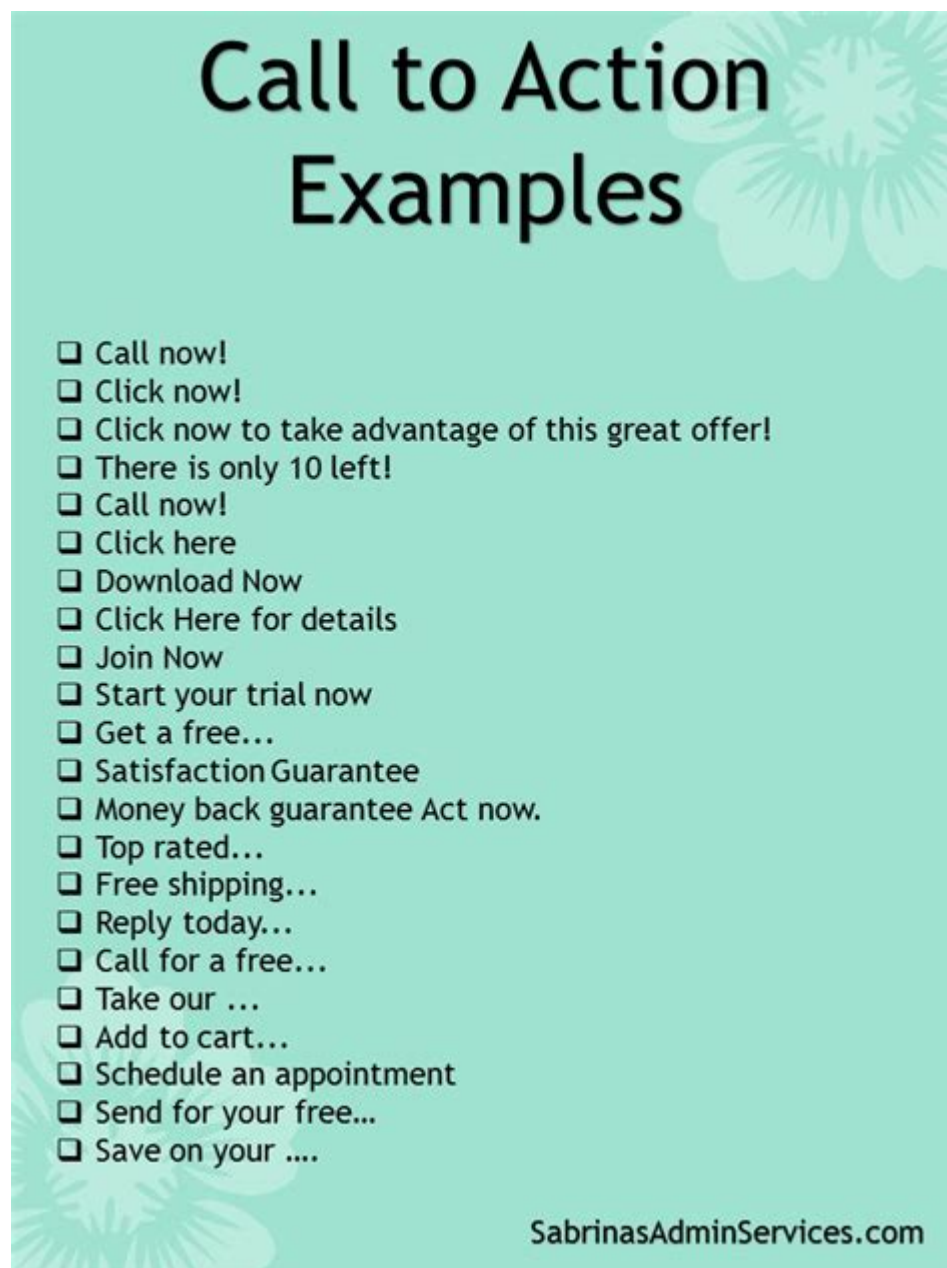 Call to Action
Examples
❑ Call now!
❑ Click now!
❑ Click now to take advantage of this great offer!
❑ There is only 10 left!
❑ Call now!
❑ Click here
❑ Download Now
❑ Click Here for details
❑ Join Now
❑ Start your trial now
❑ Get a free...
❑ Satisfaction Guarantee
❑ Money back guarantee Act now.
❑ Top rated...
❑ Free shipping...
❑ Reply today...
❑ Call for a free...
❑ Take our ...
❑ Add to cart...
❑ Schedule an appointment
❑ Send for your free…
❑ Save on your ….
SabrinasAdminServices.com